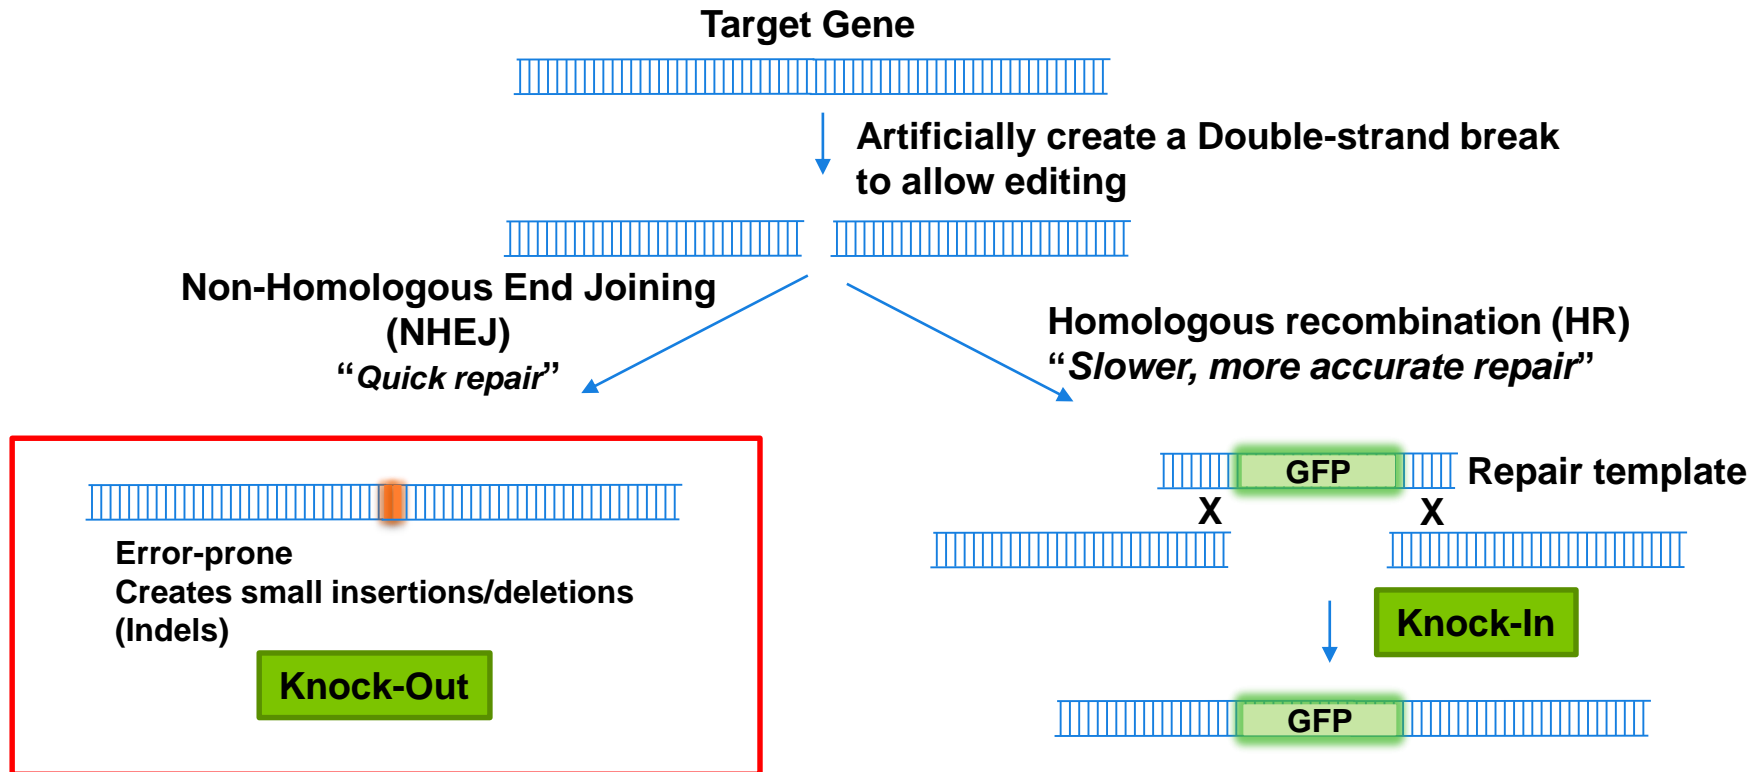 Target Gene
Artificially create a Double-strand break
to allow editing
Non-Homologous End Joining
(NHEJ)
“Quick repair”
Homologous recombination (HR)
“Slower, more accurate repair”
Error-prone
Creates small insertions/deletions
(Indels)
Knock-Out
GFP
Repair template
X
X
Knock-In
GFP